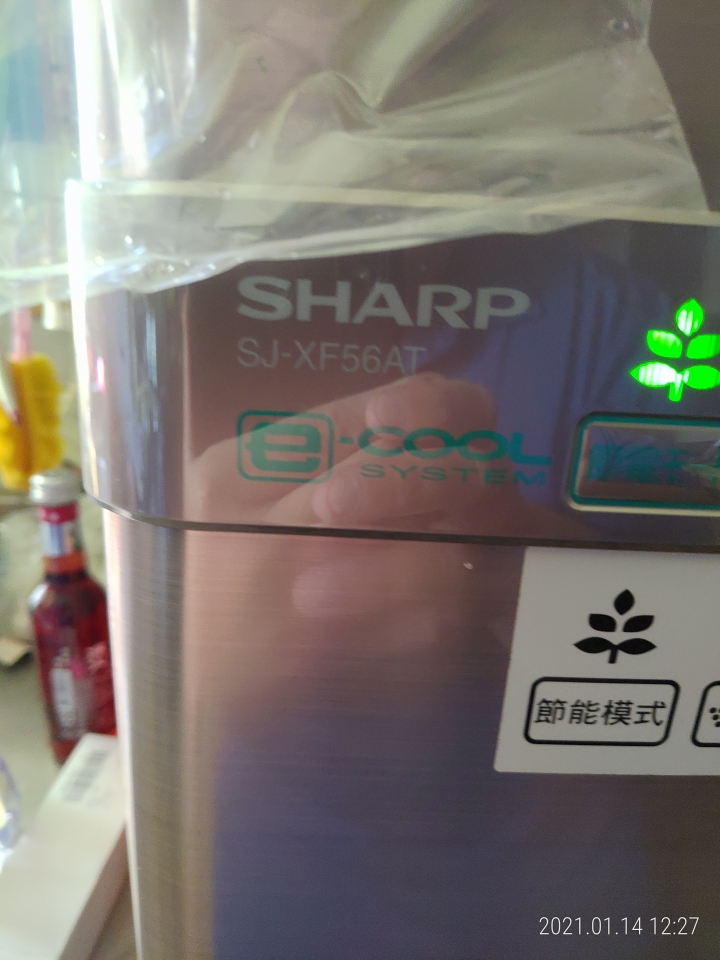 SHARP
SJ-XF56AT
e-COOL
SYSTEM
節能模式
2021.01.14 12:27